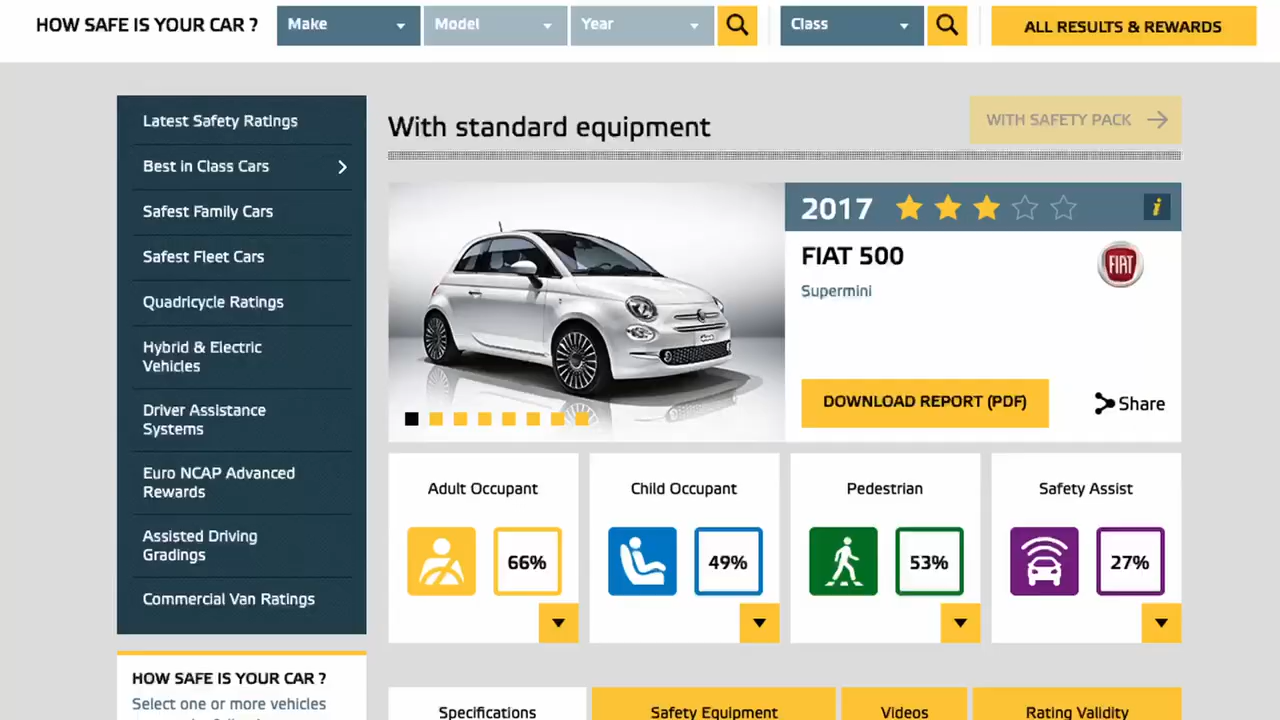 HOW SAFE IS YOUR CAR ?
Make
Model
Year
Class
ALL RESULTS & REWARDS
Latest Safety Ratings
Best in Class Cars
Safest Family Cars
Safest Fleet Cars
Quadricycle Ratings
Hybrid & Electric
Vehicles
Driver Assistance
Systems
Euro NCAP Advanced
Rewards
Assisted Driving
Gradings
Commercial Van Ratings
HOW SAFE IS YOUR CAR ?
Select one or more vehicles
With standard equipment
WITH SAFETY PACK
2017
i
FIAT 500
FIAT
Supermini
DOWNLOAD REPORT (PDF)
Share
Adult Occupant
66%
Child Occupant
49%
Pedestrian
53%
Safety Assist
27%
Specifications
Safety Equipment
Videos
Rating Validity